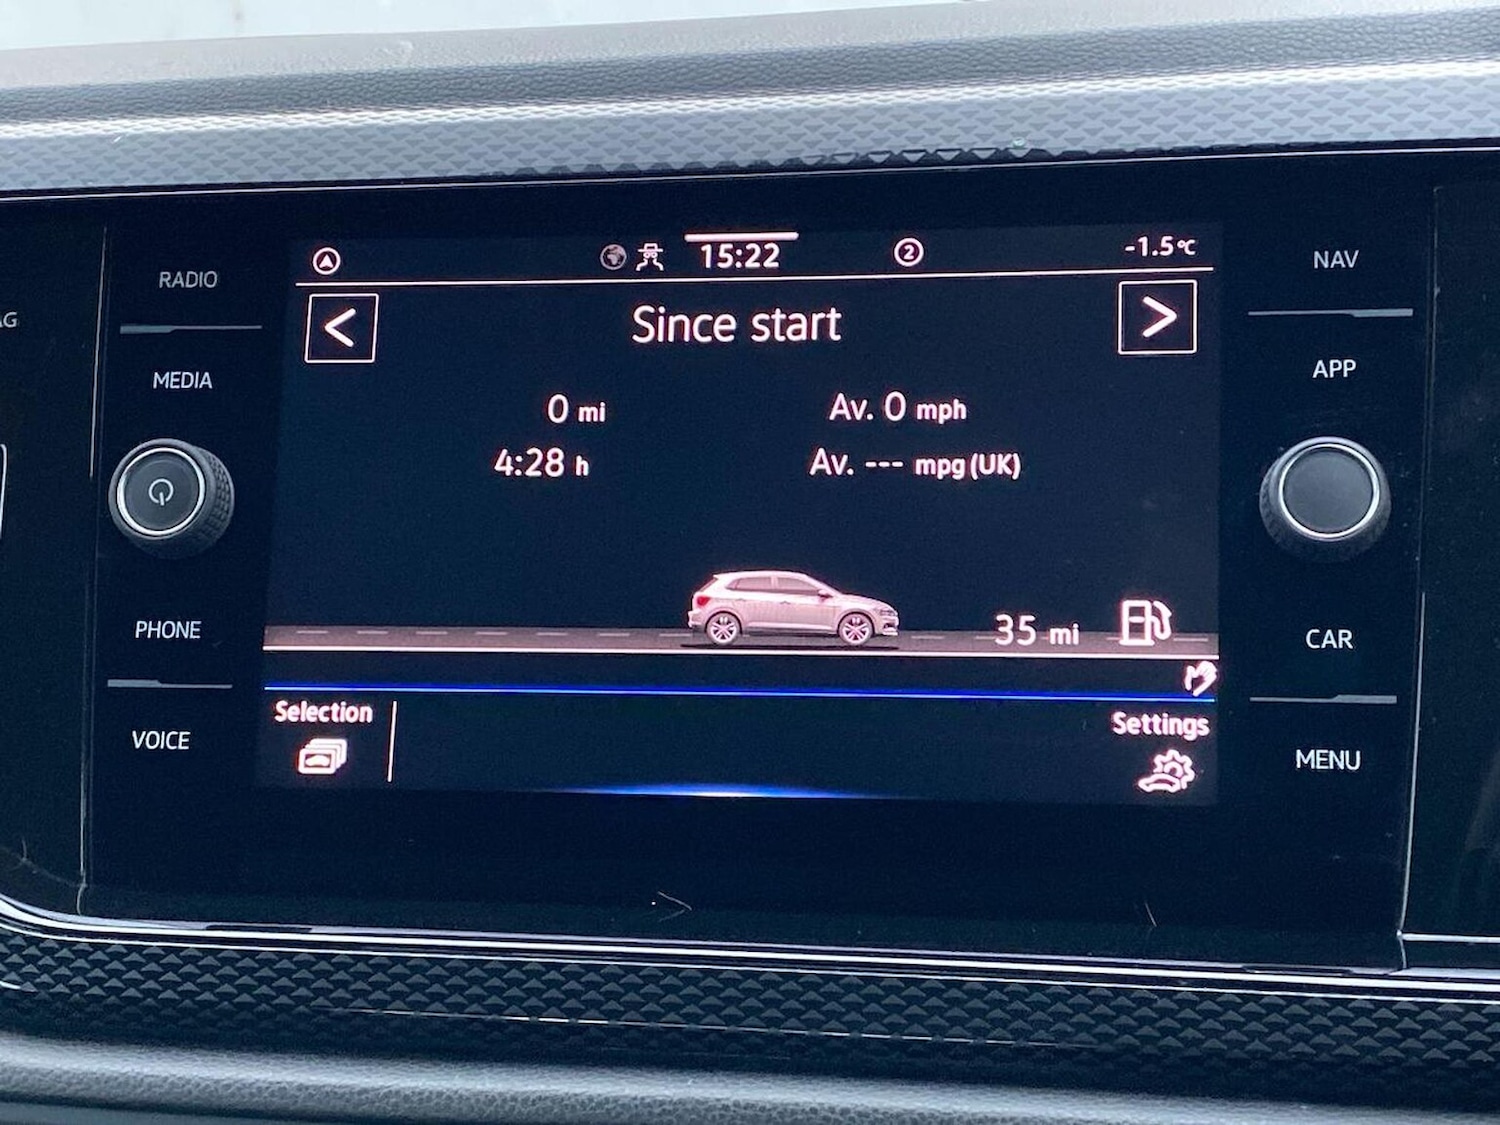 15:22
2
-1.5°C
<
Since start
>
0 mi
Av. 0 mph
4:28 h
Av. --- mpg (UK)
35 mi
Selection
Settings
RADIO
MEDIA
PHONE
VOICE
NAV
APP
CAR
MENU